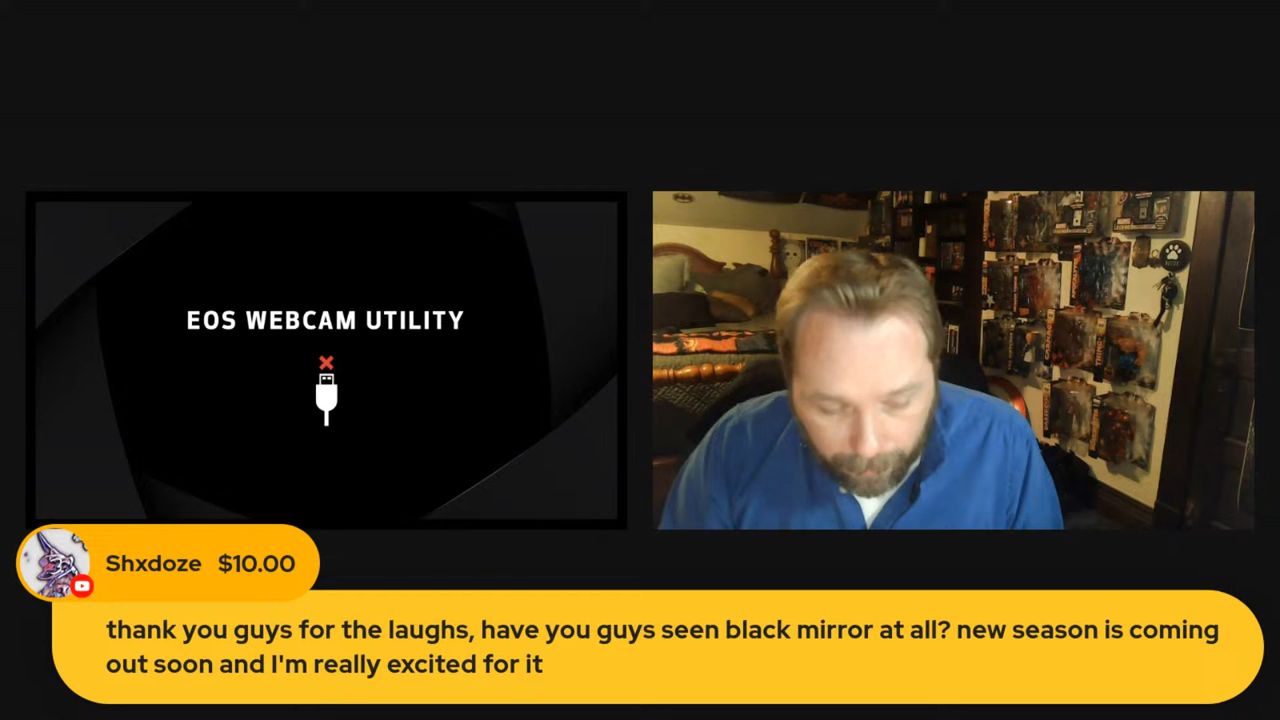 EOS WEBCAM UTILITY
Shxdoze $10.00
thank you guys for the laughs, have you guys seen black mirror at all? new season is coming
out soon and I'm really excited for it